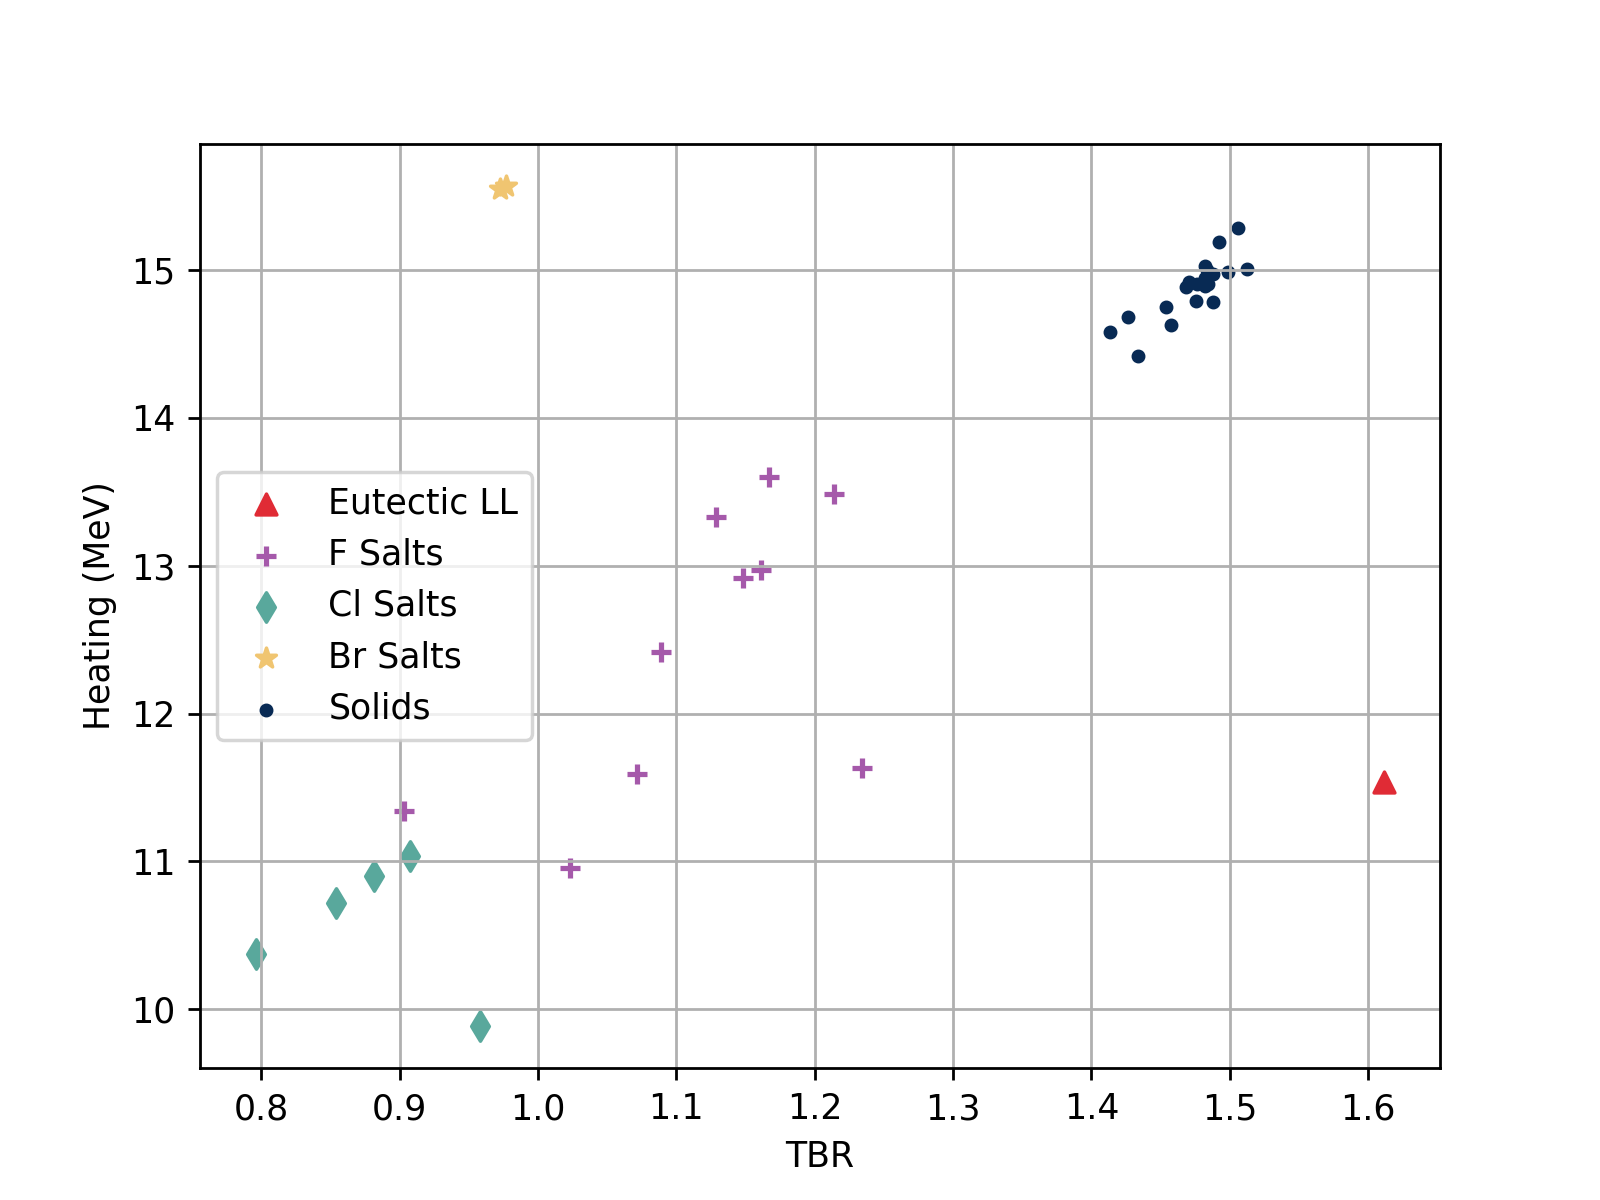 15
14
13
12
11
10
Heating (MeV)
Eutectic LL
F Salts
Cl Salts
Br Salts
Solids
0.8 0.9 1.0 1.1 1.2 1.3 1.4 1.5 1.6
TBR